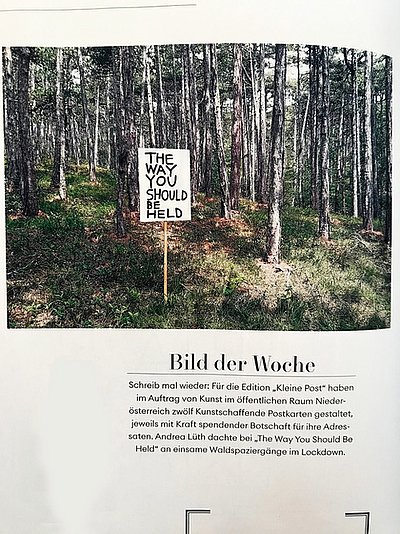 THE
WAY
YOU
SHOULD
BE
HELD
Bild der Woche
Schreib mal wieder: Für die Edition „Kleine Post“ haben
im Auftrag von Kunst im öffentlichen Raum Nieder-
österreich zwölf Kunstschaffende Postkarten gestaltet,
jeweils mit Kraft spendender Botschaft für ihre Adres-
saten. Andrea Lüth dachte bei „The Way You Should Be
Held“ an einsame Waldspaziergänge im Lockdown.